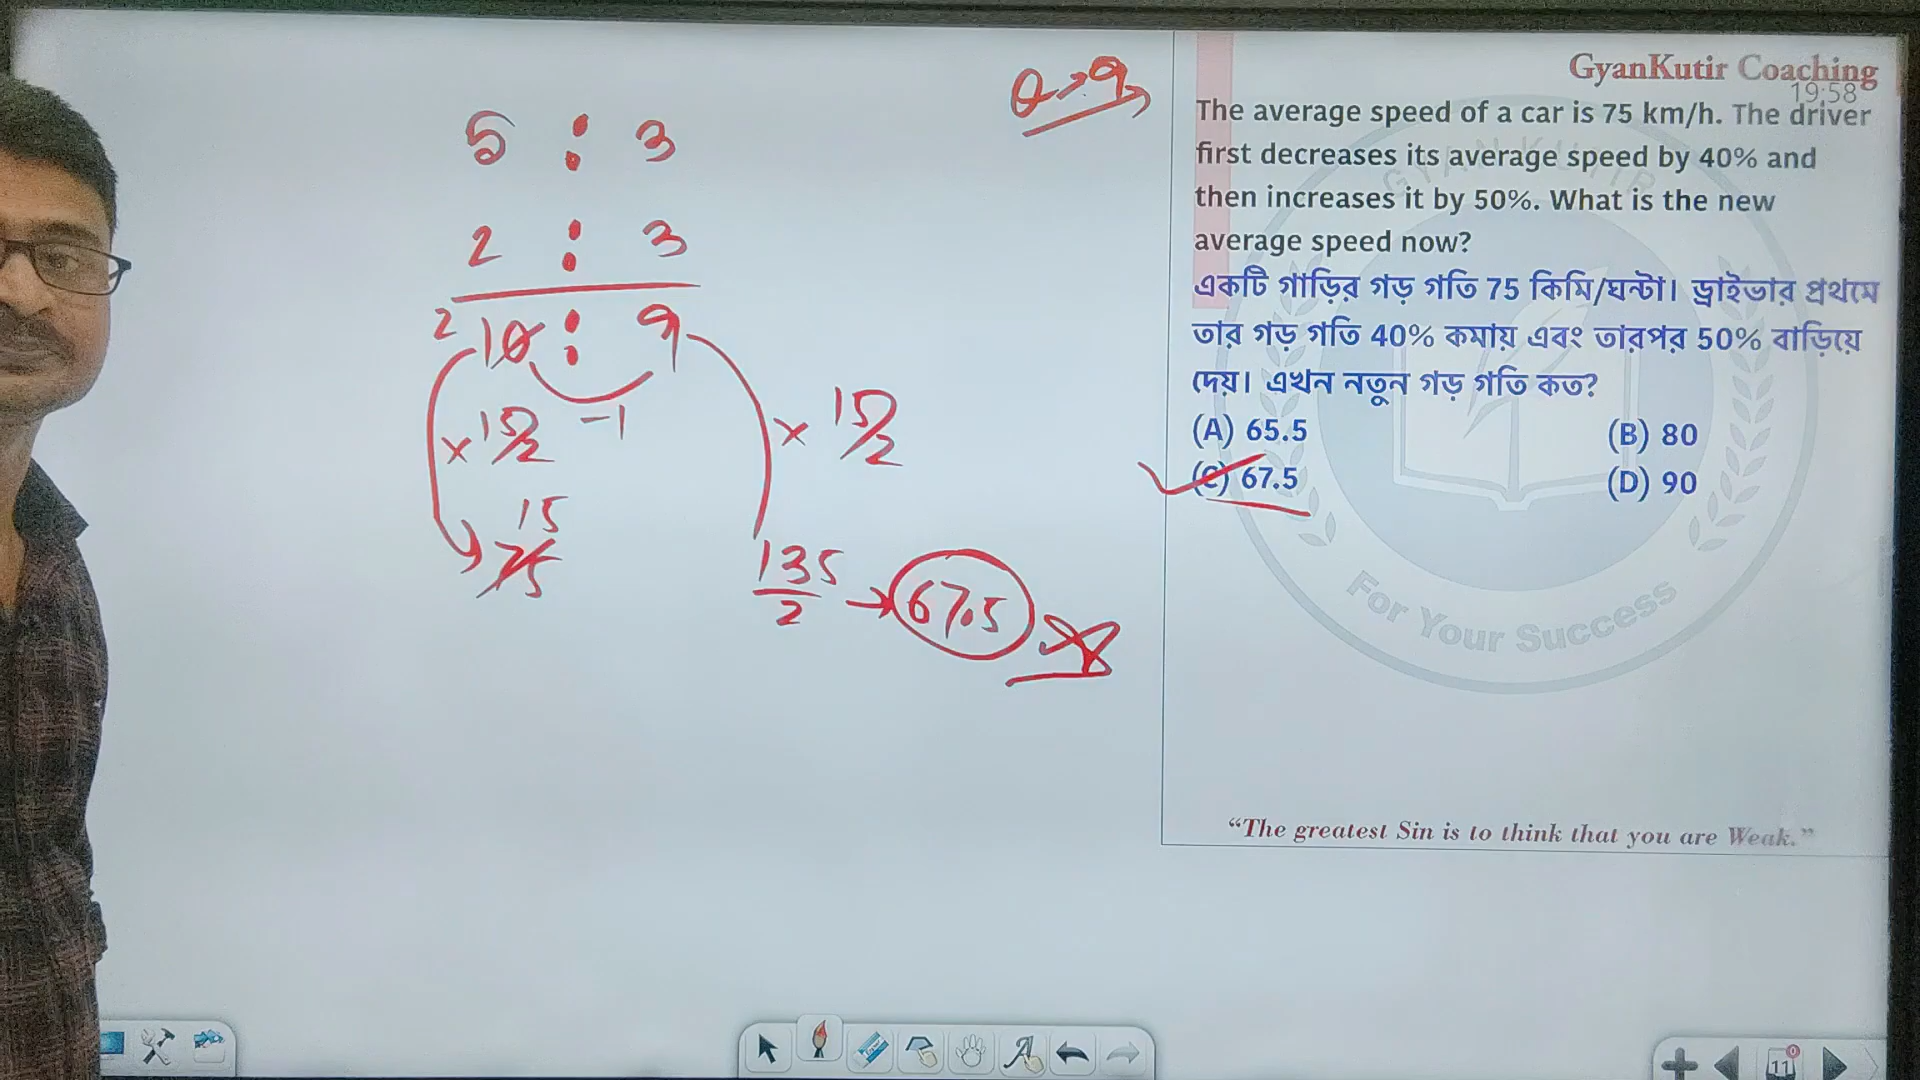 GyanKutir Coaching
19:58
The average speed of a car is 75 km/h. The driver
first decreases its average speed by 40% and
then increases it by 50%. What is the new
average speed now?
একটি গাড়ির গড় গতি 75 কিমি/ঘন্টা। ড্রাইভার প্রথমে
তার গড় গতি 40% কমায় এবং তারপর 50% বাড়িয়ে
দেয়। এখন নতুন গড় গতি কত?
(A) 65.5 (B) 80
(C) 67.5 (D) 90
For Your Success
“The greatest Sin is to think that you are Weak.”
Q → 9
5 : 3
2 : 3
2 10 : 9
-1
× 15/2 × 15/2
15
75
135/2 → 67.5
11